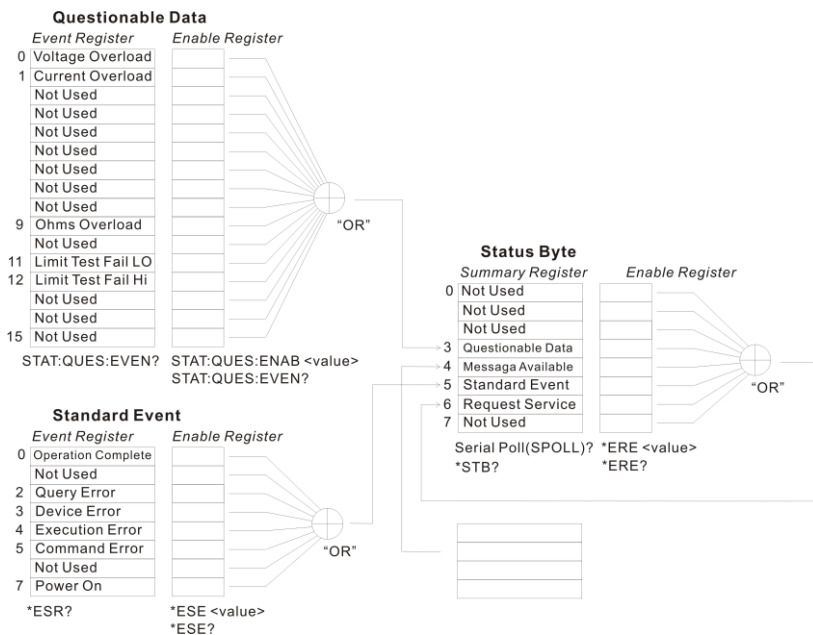 Questionable Data
Event Register Enable Register
0 Voltage Overload
1 Current Overload
Not Used
Not Used
Not Used
Not Used
Not Used
Not Used
Not Used
9 Ohms Overload
Not Used
11 Limit Test Fail LO
12 Limit Test Fail Hi
Not Used
Not Used
15 Not Used
"OR"
STAT:QUES:EVEN? STAT:QUES:ENAB <value>
STAT:QUES:EVEN?
Standard Event
Event Register Enable Register
0 Operation Complete
Not Used
2 Query Error
3 Device Error
4 Execution Error
5 Command Error
Not Used
7 Power On
"OR"
*ESR? *ESE <value>
*ESE?
Status Byte
Summary Register Enable Register
0 Not Used
Not Used
Not Used
3 Questionable Data
4 Messaga Available
5 Standard Event
6 Request Service
7 Not Used
"OR"
Serial Poll(SPOLL)? *ERE <value>
*STB? *ERE?